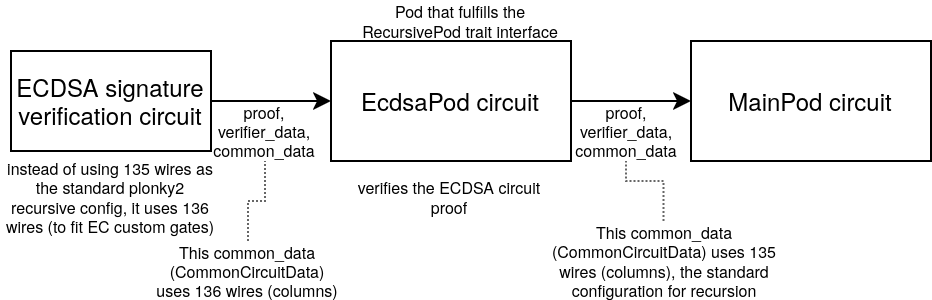 Pod that fulfills the
RecursivePod trait interface
ECDSA signature
verification circuit
EcdsaPod circuit
MainPod circuit
proof,
verifier_data,
common_data
proof,
verifier_data,
common_data
instead of using 135 wires as
the standard plonky2
recursive config, it uses 136
wires (to fit EC custom gates)
verifies the ECDSA circuit
proof
This common_data
(CommonCircuitData)
uses 136 wires (columns)
This common_data
(CommonCircuitData) uses 135
wires (columns), the standard
configuration for recursion